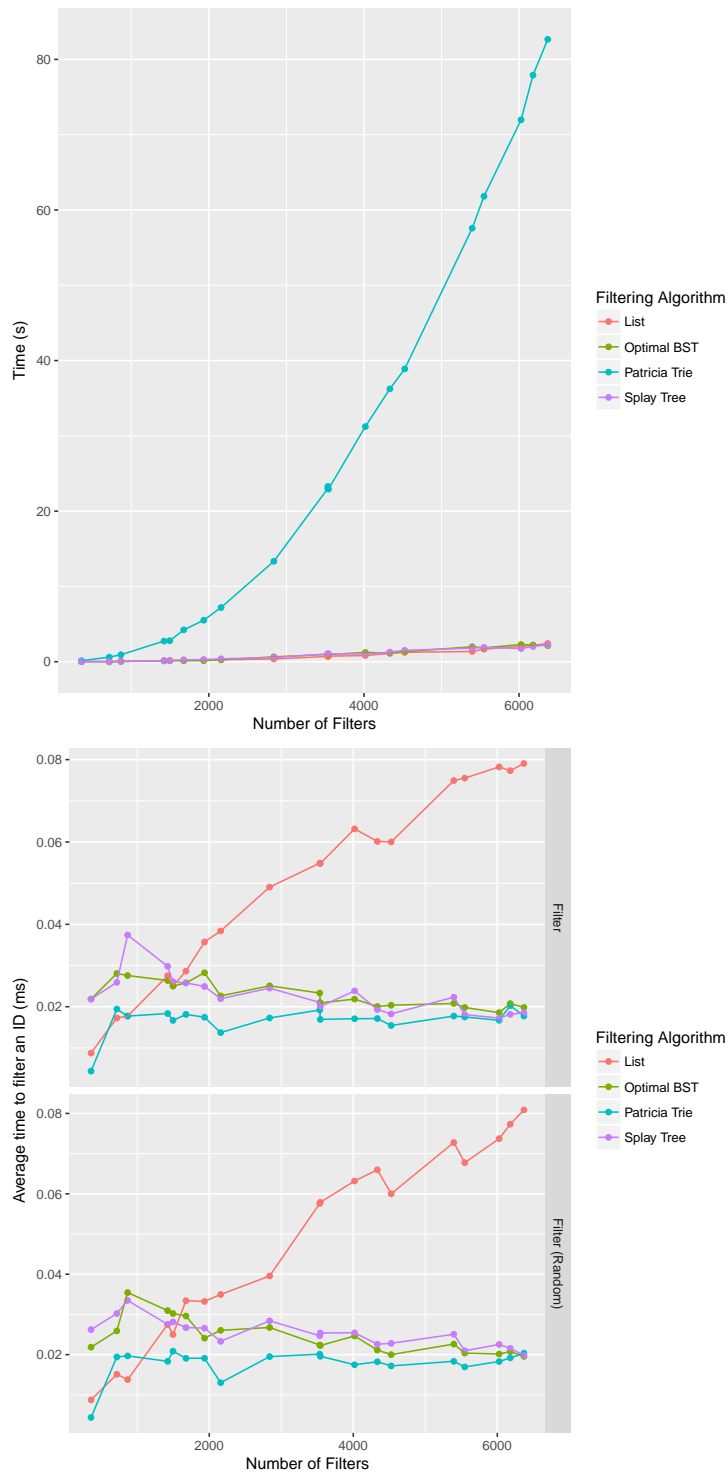 80
60
40
20
0
Time (s)
2000
4000
6000
Number of Filters
Filtering Algorithm
List
Optimal BST
Patricia Trie
Splay Tree
Average time to filter an ID (ms)
0.08
0.06
0.04
0.02
Filter
0.08
0.06
0.04
0.02
Filter (Random)
2000
4000
6000
Number of Filters
Filtering Algorithm
List
Optimal BST
Patricia Trie
Splay Tree